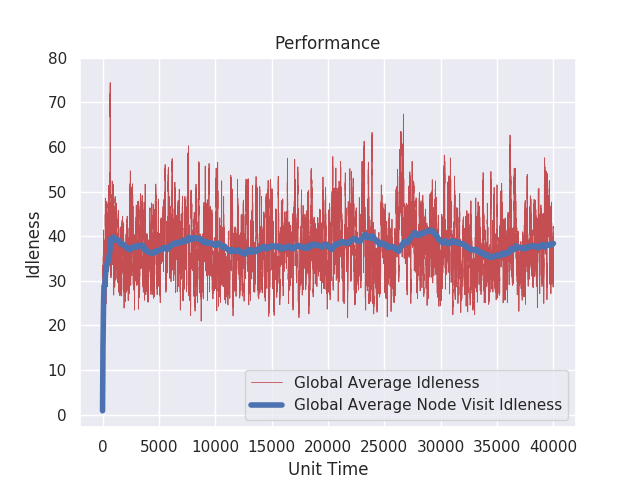 Performance
80
70
60
50
40
30
20
10
0
Idleness
Global Average Idleness
Global Average Node Visit Idleness
0 5000 10000 15000 20000 25000 30000 35000 40000
Unit Time